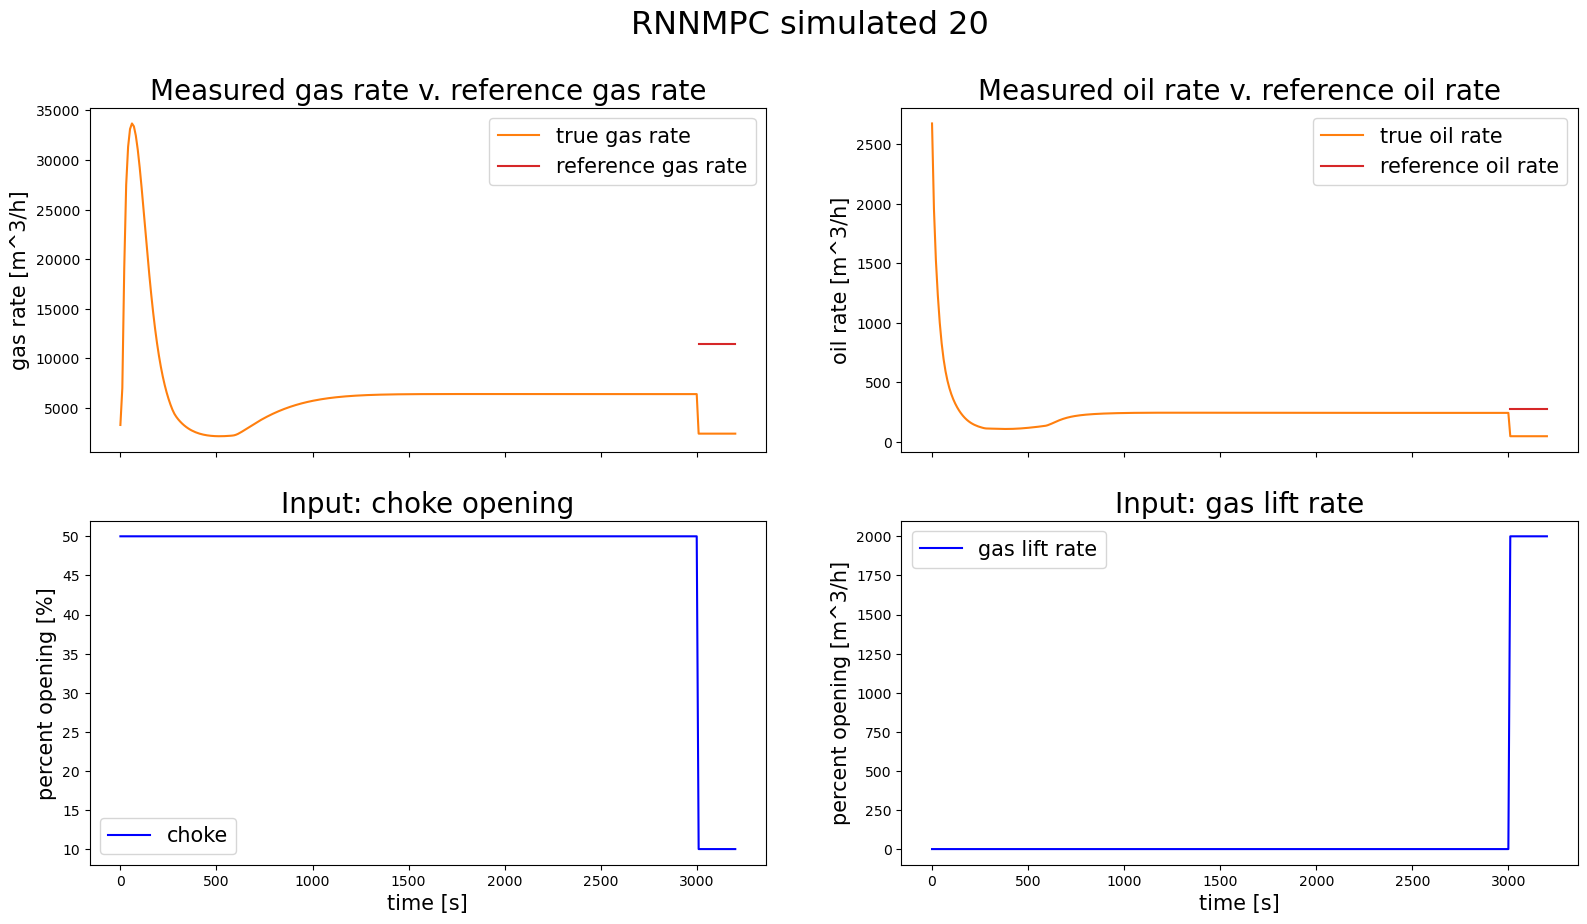 RNNMPC simulated 20
Measured gas rate v. reference gas rate
gas rate [m^3/h]
35000
30000
25000
20000
15000
10000
5000
true gas rate
reference gas rate
Measured oil rate v. reference oil rate
oil rate [m^3/h]
2500
2000
1500
1000
500
0
true oil rate
reference oil rate
Input: choke opening
percent opening [%]
50
45
40
35
30
25
20
15
10
choke
0
500
1000
1500
2000
2500
3000
time [s]
Input: gas lift rate
percent opening [m^3/h]
2000
1750
1500
1250
1000
750
500
250
0
gas lift rate
0
500
1000
1500
2000
2500
3000
time [s]